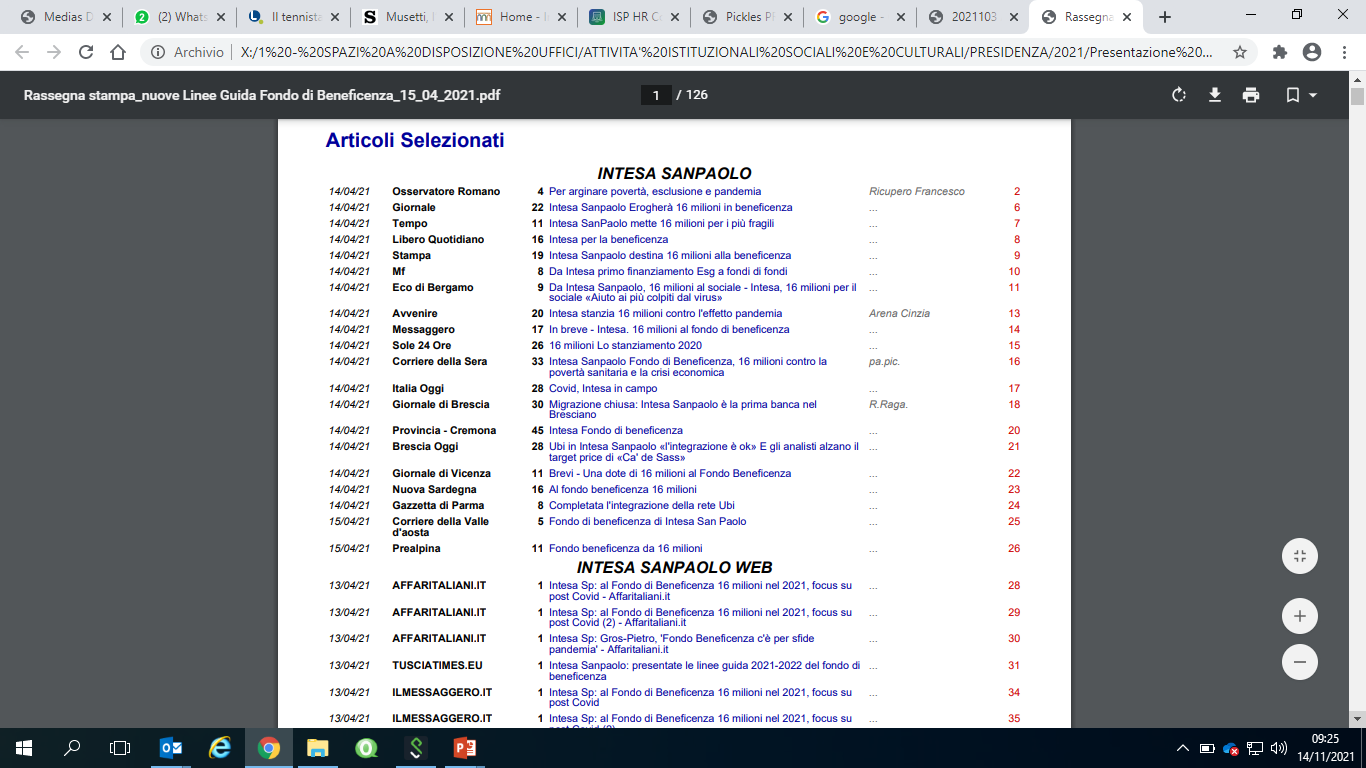 Medias D
(2) Whats
Il tennista
Musetti,
Home - I
ISP HR C
Pickles P
google -
2021103
Rassegna
Archivio X:/1%20-%20SPAZI%20A%20DISPOSIZIONE%20UFFICI/ATTIVITA'%20ISTITUZIONALI%20SOCIALI%20E%20CULTURALI/PRESIDENZA/2021/Presentazione%20...
Rassegna stampa_nuove Linee Guida Fondo di Beneficenza_15_04_2021.pdf 1 / 126
Articoli Selezionati
INTESA SANPAOLO
14/04/21 Osservatore Romano 4 Per arginare povertà, esclusione e pandemia Ricupero Francesco 2
14/04/21 Giornale 22 Intesa Sanpaolo Erogherà 16 milioni in beneficenza ... 6
14/04/21 Tempo 11 Intesa SanPaolo mette 16 milioni per i più fragili ... 7
14/04/21 Libero Quotidiano 16 Intesa per la beneficenza ... 8
14/04/21 Stampa 19 Intesa Sanpaolo destina 16 milioni alla beneficenza ... 9
14/04/21 Mf 8 Da Intesa primo finanziamento Esg a fondi di fondi ... 10
14/04/21 Eco di Bergamo 9 Da Intesa Sanpaolo, 16 milioni al sociale - Intesa, 16 milioni per il ... 11
sociale «Aiuto ai più colpiti dal virus»
14/04/21 Avvenire 20 Intesa stanzia 16 milioni contro l'effetto pandemia Arena Cinzia 13
14/04/21 Messaggero 17 In breve - Intesa. 16 milioni al fondo di beneficenza ... 14
14/04/21 Sole 24 Ore 26 16 milioni Lo stanziamento 2020 ... 15
14/04/21 Corriere della Sera 33 Intesa Sanpaolo Fondo di Beneficenza, 16 milioni contro la pa.pic. 16
povertà sanitaria e la crisi economica
14/04/21 Italia Oggi 28 Covid, Intesa in campo ... 17
14/04/21 Giornale di Brescia 30 Migrazione chiusa: Intesa Sanpaolo è la prima banca nel R.Raga. 18
Bresciano
14/04/21 Provincia - Cremona 45 Intesa Fondo di beneficenza ... 20
14/04/21 Brescia Oggi 28 Ubi in Intesa Sanpaolo «l'integrazione è ok» E gli analisti alzano il ... 21
target price di «Ca' de Sass»
14/04/21 Giornale di Vicenza 11 Brevi - Una dote di 16 milioni al Fondo Beneficenza ... 22
14/04/21 Nuova Sardegna 16 Al fondo beneficenza 16 milioni ... 23
14/04/21 Gazzetta di Parma 8 Completata l'integrazione della rete Ubi ... 24
15/04/21 Corriere della Valle 5 Fondo di beneficenza di Intesa San Paolo ... 25
d'aosta
15/04/21 Prealpina 11 Fondo beneficenza da 16 milioni ... 26
INTESA SANPAOLO WEB
13/04/21 AFFARITALIANI.IT 1 Intesa Sp: al Fondo di Beneficenza 16 milioni nel 2021, focus su ... 28
post Covid - Affaritaliani.it
13/04/21 AFFARITALIANI.IT 1 Intesa Sp: al Fondo di Beneficenza 16 milioni nel 2021, focus su ... 29
post Covid (2) - Affaritaliani.it
13/04/21 AFFARITALIANI.IT 1 Intesa Sp: Gros-Pietro, 'Fondo Beneficenza c'è per sfide ... 30
pandemia' - Affaritaliani.it
13/04/21 TUSCIATIMES.EU 1 Intesa Sanpaolo: presentate le linee guida 2021-2022 del fondo di ... 31
beneficenza
13/04/21 ILMESSAGGERO.IT 1 Intesa Sp: al Fondo di Beneficenza 16 milioni nel 2021, focus su ... 34
post Covid
13/04/21 ILMESSAGGERO.IT 1 Intesa Sp: al Fondo di Beneficenza 16 milioni nel 2021, focus su ... 35
09:25
14/11/2021